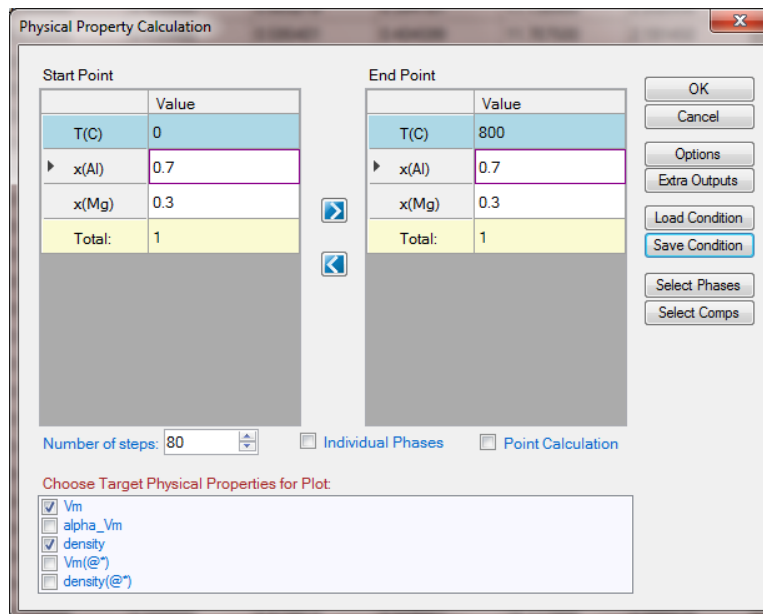 Physical Property Calculation
Start Point
Value
T(C) 0
x(Al) 0.7
x(Mg) 0.3
Total: 1
End Point
Value
T(C) 800
x(Al) 0.7
x(Mg) 0.3
Total: 1
OK
Cancel
Options
Extra Outputs
Load Condition
Save Condition
Select Phases
Select Comps
Number of steps: 80
Individual Phases
Point Calculation
Choose Target Physical Properties for Plot:
Vm
alpha_Vm
density
Vm(@*)
density(@*)